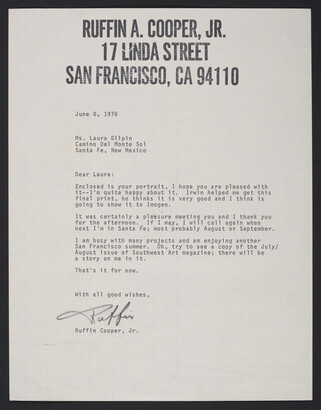 RUFFIN A. COOPER, JR.
17 LINDA STREET
SAN FRANCISCO, CA 94110
June 8, 1976
Ms. Laura Gilpin
Camino Del Monte Sol
Santa Fe, New Mexico
Dear Laura:
Enclosed is your portrait, I hope you are pleased with
it--I'm quite happy about it. Irwin helped me get this
final print, he thinks it is very good and I think is
going to show it to Imogen.
It was certainly a pleasure meeting you and I thank you
for the afternoon. If I may, I will call again when
next I'm in Santa Fe; most probably August or September.
I am busy with many projects and am enjoying another
San Francisco summer. Oh, try to see a copy of the July/
August issue of Southwest Art magazine; there will be
a story on me in it.
That's it for now.
With all good wishes,
Ruffin
Ruffin Cooper, Jr.